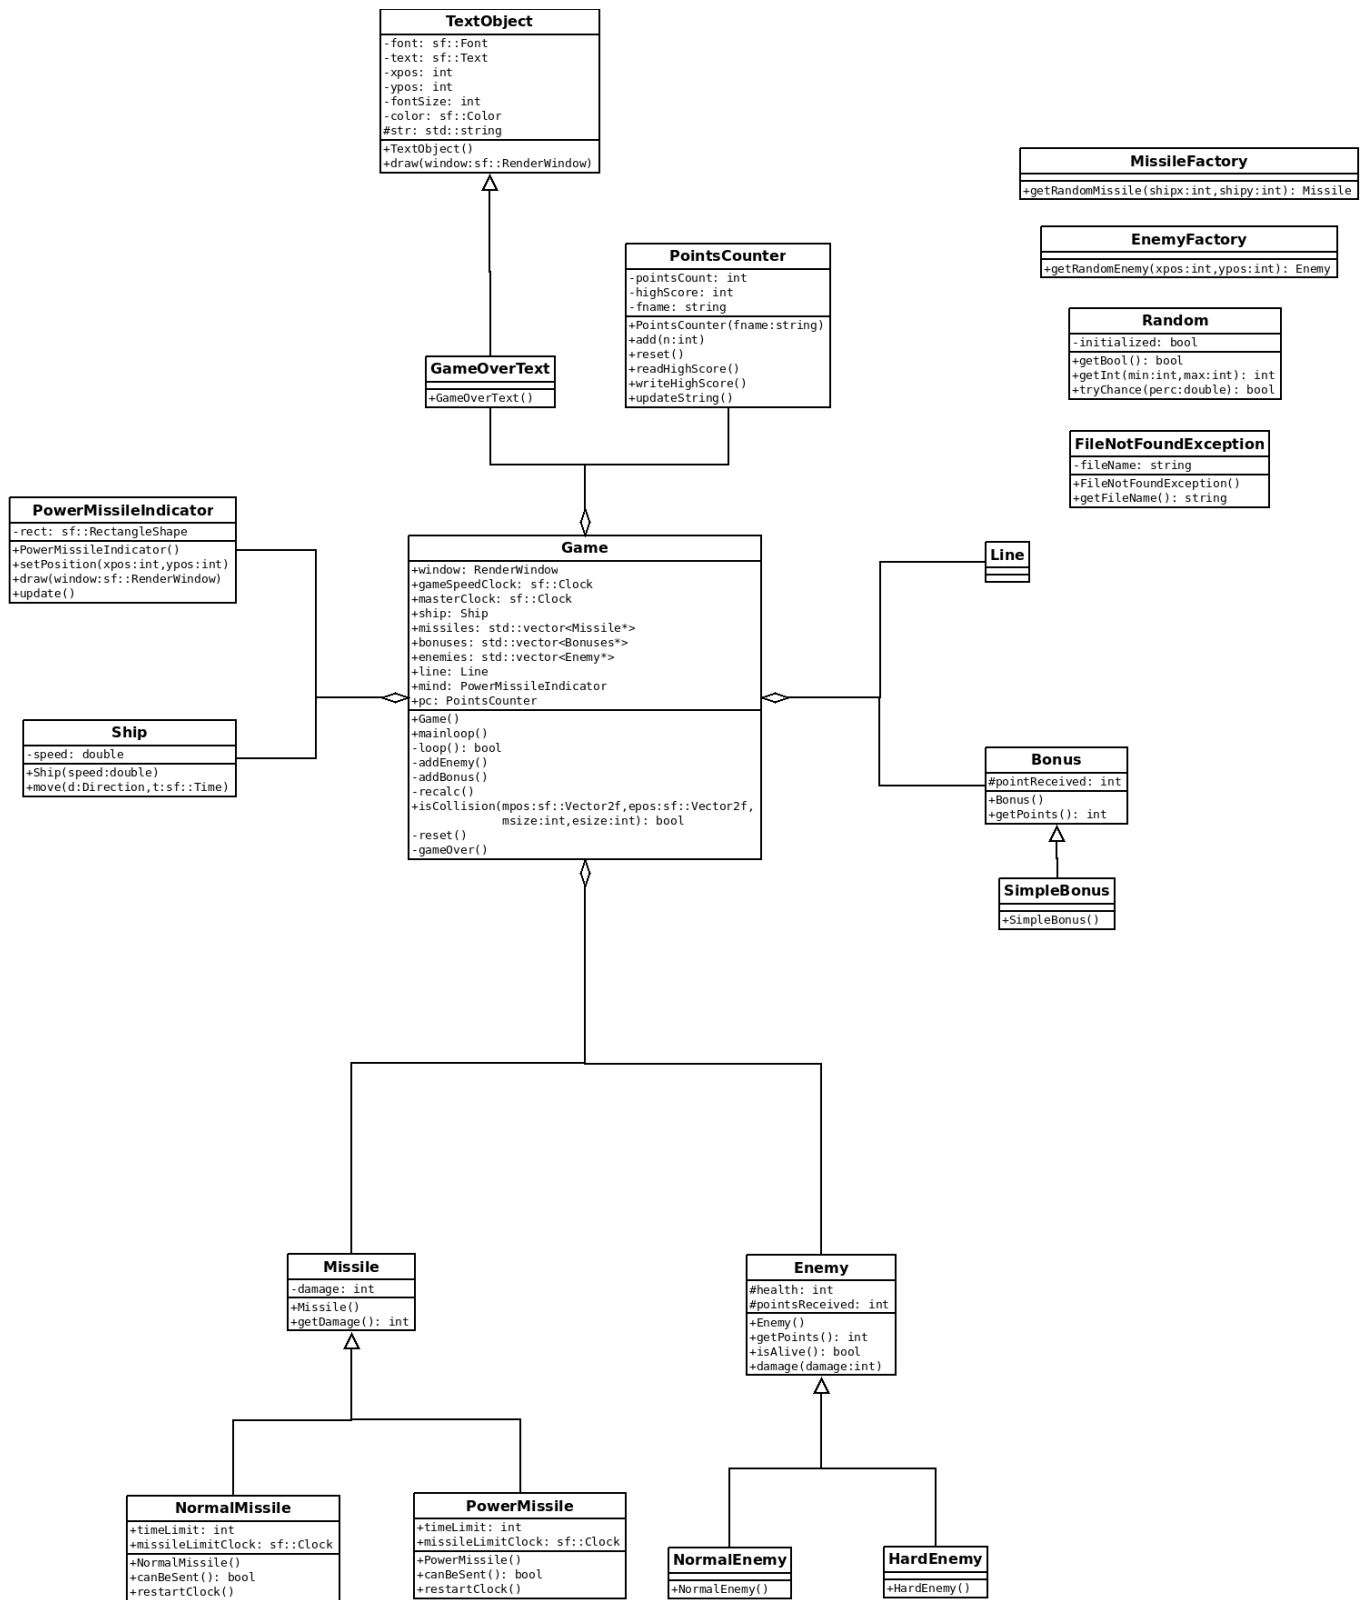 TextObject
-font: sf::Font
-text: sf::Text
-xpos: int
-ypos: int
-fontSize: int
-color: sf::Color
#str: std::string
+TextObject()
+draw(window:sf::RenderWindow)
MissileFactory
+getRandomMissile(shipx:int,shipy:int): Missile
EnemyFactory
+getRandomEnemy(xpos:int,ypos:int): Enemy
PointsCounter
-pointsCount: int
-highScore: int
-fname: string
+PointsCounter(fname:string)
+add(n:int)
+reset()
+readHighScore()
+writeHighScore()
+updateString()
Random
-initialized: bool
+getBool(): bool
+getInt(min:int,max:int): int
+tryChance(perc:double): bool
GameOverText
+GameOverText()
FileNotFoundException
-fileName: string
+FileNotFoundException()
+getFileName(): string
PowerMissileIndicator
-rect: sf::RectangleShape
+PowerMissileIndicator()
+setPosition(xpos:int,ypos:int)
+draw(window:sf::RenderWindow)
+update()
Game
+window: RenderWindow
+gameSpeedClock: sf::Clock
+masterClock: sf::Clock
+ship: Ship
+missiles: std::vector<Missile*>
+bonuses: std::vector<Bonuses*>
+enemies: std::vector<Enemy*>
+line: Line
+mind: PowerMissileIndicator
+pc: PointsCounter
+Game()
+mainloop()
-loop(): bool
-addEnemy()
-addBonus()
-recalc()
+isCollision(mpos:sf::Vector2f,epos:sf::Vector2f,
msize:int,esize:int): bool
-reset()
-gameOver()
Line
Ship
-speed: double
+Ship(speed:double)
+move(d:Direction,t:sf::Time)
Bonus
#pointReceived: int
+Bonus()
+getPoints(): int
SimpleBonus
+SimpleBonus()
Missile
-damage: int
+Missile()
+getDamage(): int
Enemy
#health: int
#pointsReceived: int
+Enemy()
+getPoints(): int
+isAlive(): bool
+damage(damage:int)
NormalMissile
+timeLimit: int
+missileLimitClock: sf::Clock
+NormalMissile()
+canBeSent(): bool
+restartClock()
PowerMissile
+timeLimit: int
+missileLimitClock: sf::Clock
+PowerMissile()
+canBeSent(): bool
+restartClock()
NormalEnemy
+NormalEnemy()
HardEnemy
+HardEnemy()